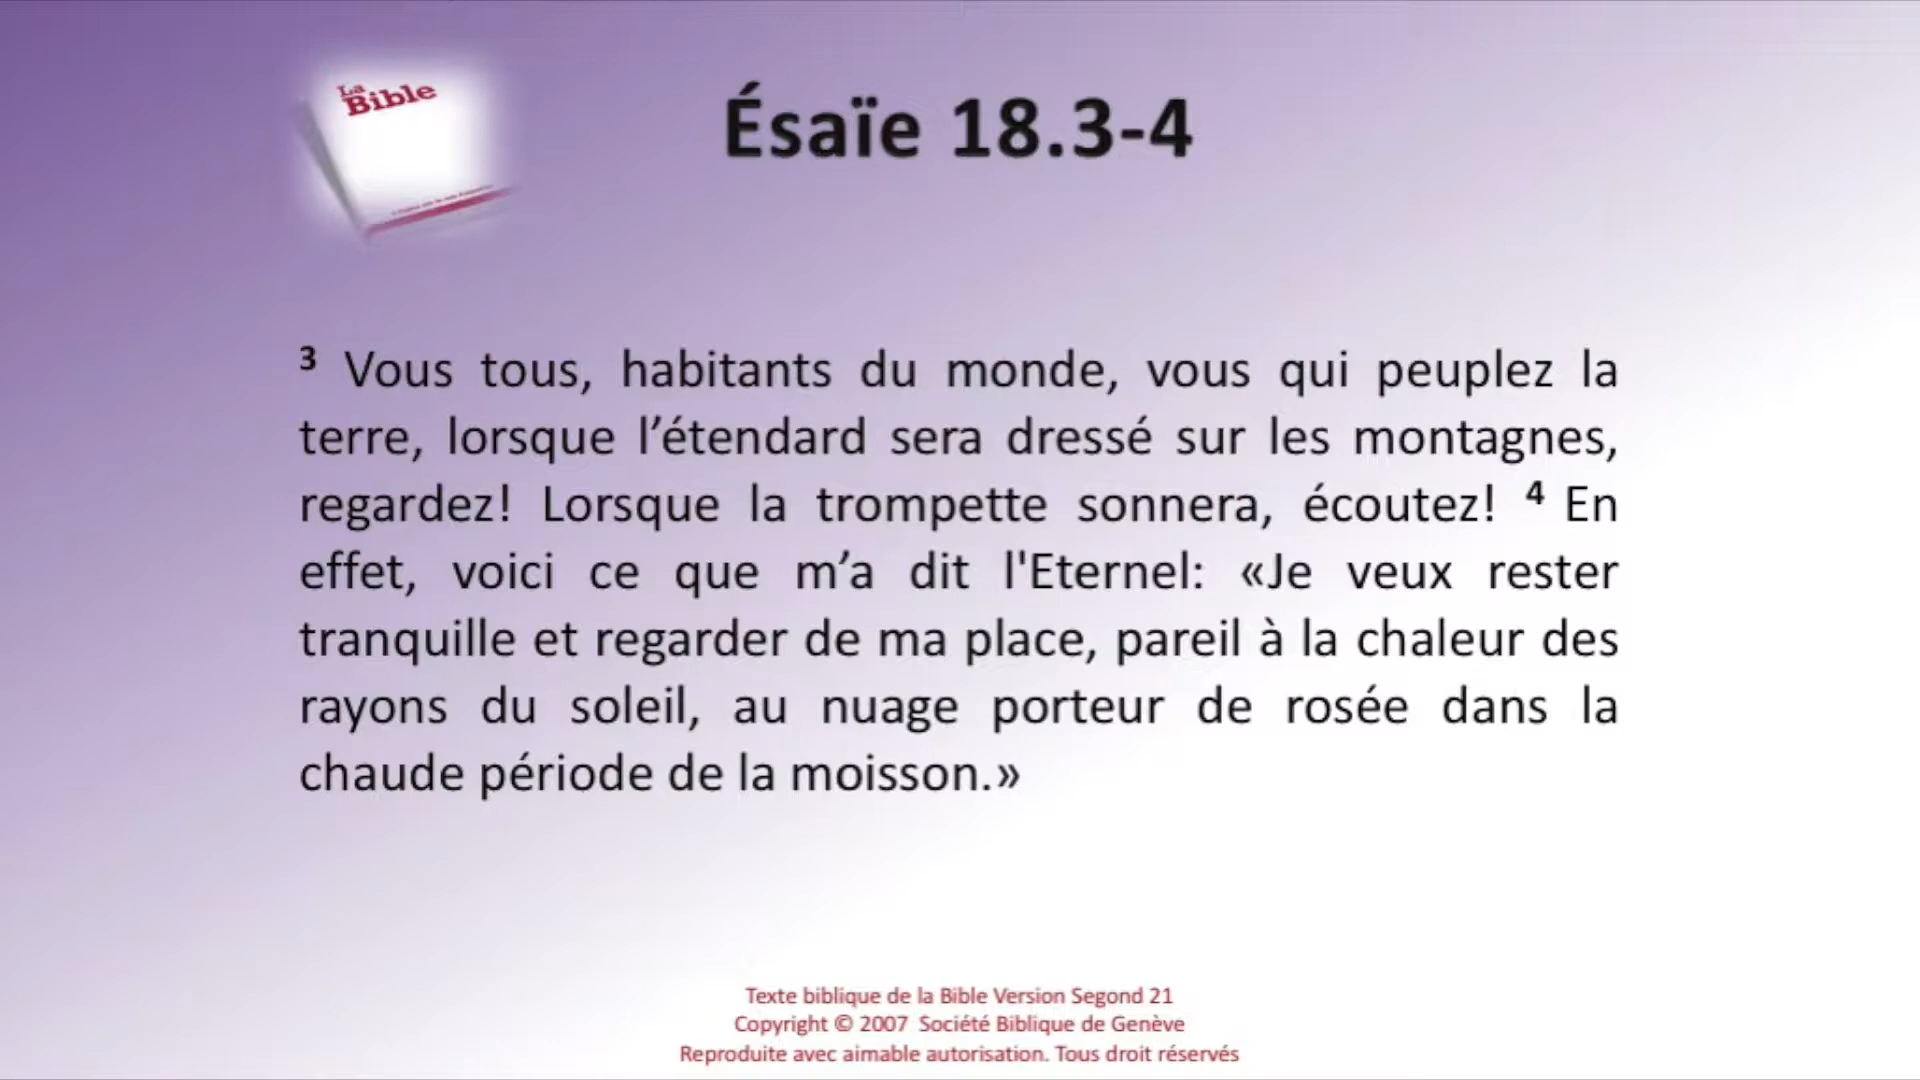 La
Bible
Ésaïe 18.3-4
3 Vous tous, habitants du monde, vous qui peuplez la
terre, lorsque l’étendard sera dressé sur les montagnes,
regardez! Lorsque la trompette sonnera, écoutez! 4 En
effet, voici ce que m’a dit l'Eternel: «Je veux rester
tranquille et regarder de ma place, pareil à la chaleur des
rayons du soleil, au nuage porteur de rosée dans la
chaude période de la moisson.»
Texte biblique de la Bible Version Segond 21
Copyright © 2007 Société Biblique de Genève
Reproduite avec aimable autorisation. Tous droit réservés